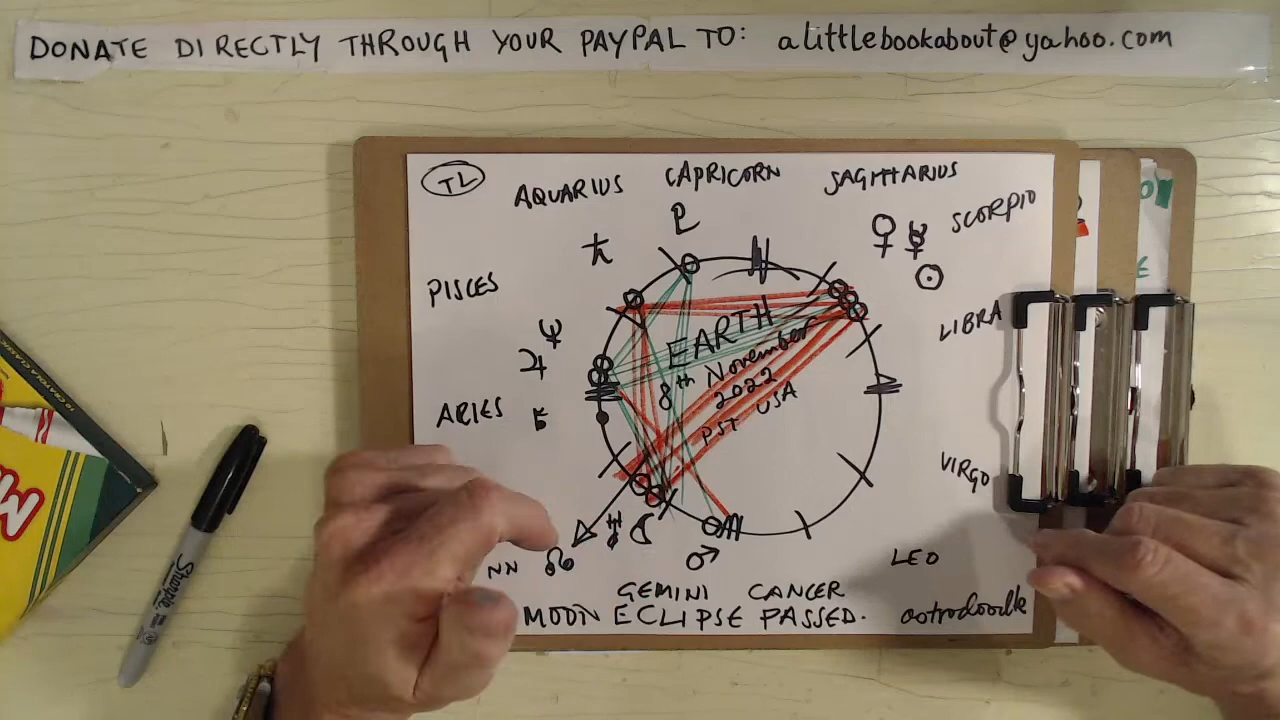 DONATE DIRECTLY THROUGH YOUR PAYPAL TO: alittlebookabout@yahoo.com
TL
AQUARIUS CAPRICORN SAGITTARIUS
SCORPIO
PISCES
LIBRA
EARTH
8th November
2022
PST USA
ARIES
VIRGO
LEO
NN
GEMINI CANCER
MOON ECLIPSE PASSED. astrodoodle
Sharpie